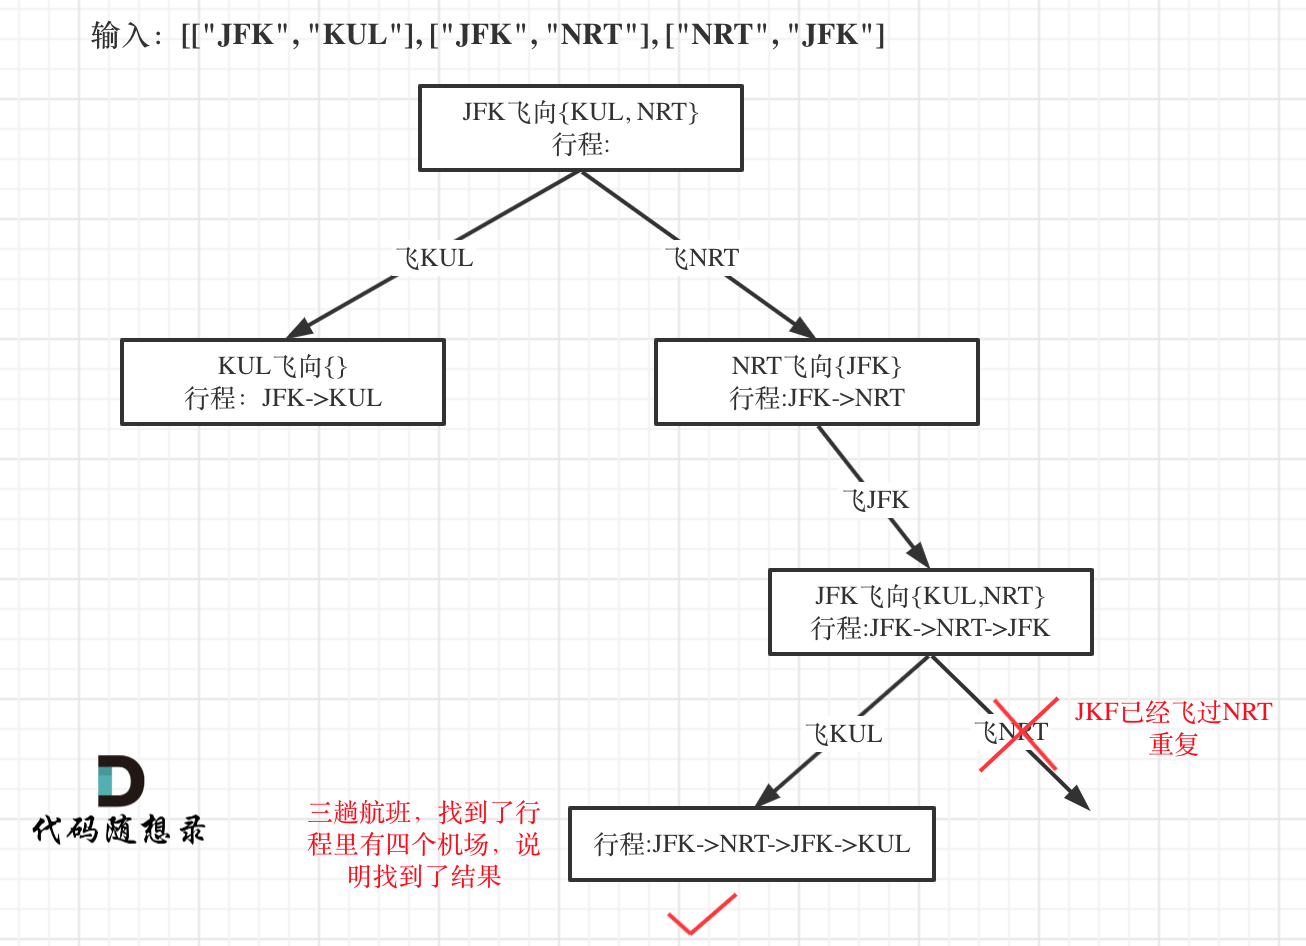 输入：[["JFK", "KUL"], ["JFK", "NRT"], ["NRT", "JFK"]
JFK飞向{KUL, NRT}
行程:
飞KUL
飞NRT
KUL飞向{}
行程：JFK->KUL
NRT飞向{JFK}
行程:JFK->NRT
飞JFK
JFK飞向{KUL,NRT}
行程:JFK->NRT->JFK
飞KUL
飞NRT
JKF已经飞过NRT
重复
三趟航班，找到了行
程里有四个机场，说
明找到了结果
行程:JFK->NRT->JFK->KUL
代码随想录